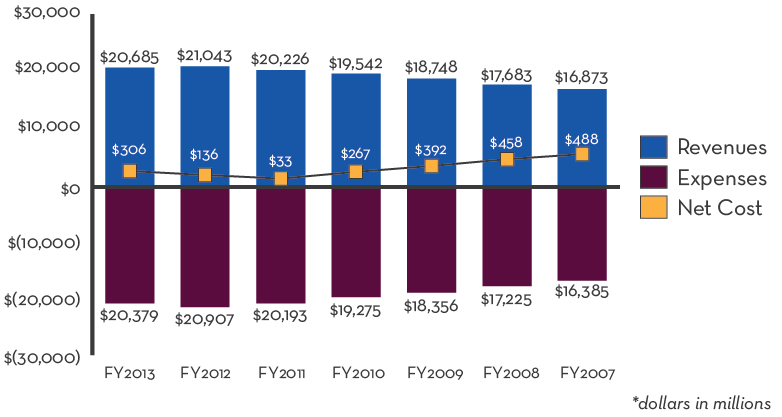 $30,000
$20,685 $21,043 $20,226 $19,542 $18,748 $17,683 $16,873
$20,000
$10,000
$306 $136 $33 $267 $392 $458 $488
Revenues
Expenses
Net Cost
$0
$(10,000)
$(20,000)
$20,379 $20,907 $20,193 $19,275 $18,356 $17,225 $16,385
$(30,000)
FY2013 FY2012 FY2011 FY2010 FY2009 FY2008 FY2007
*dollars in millions